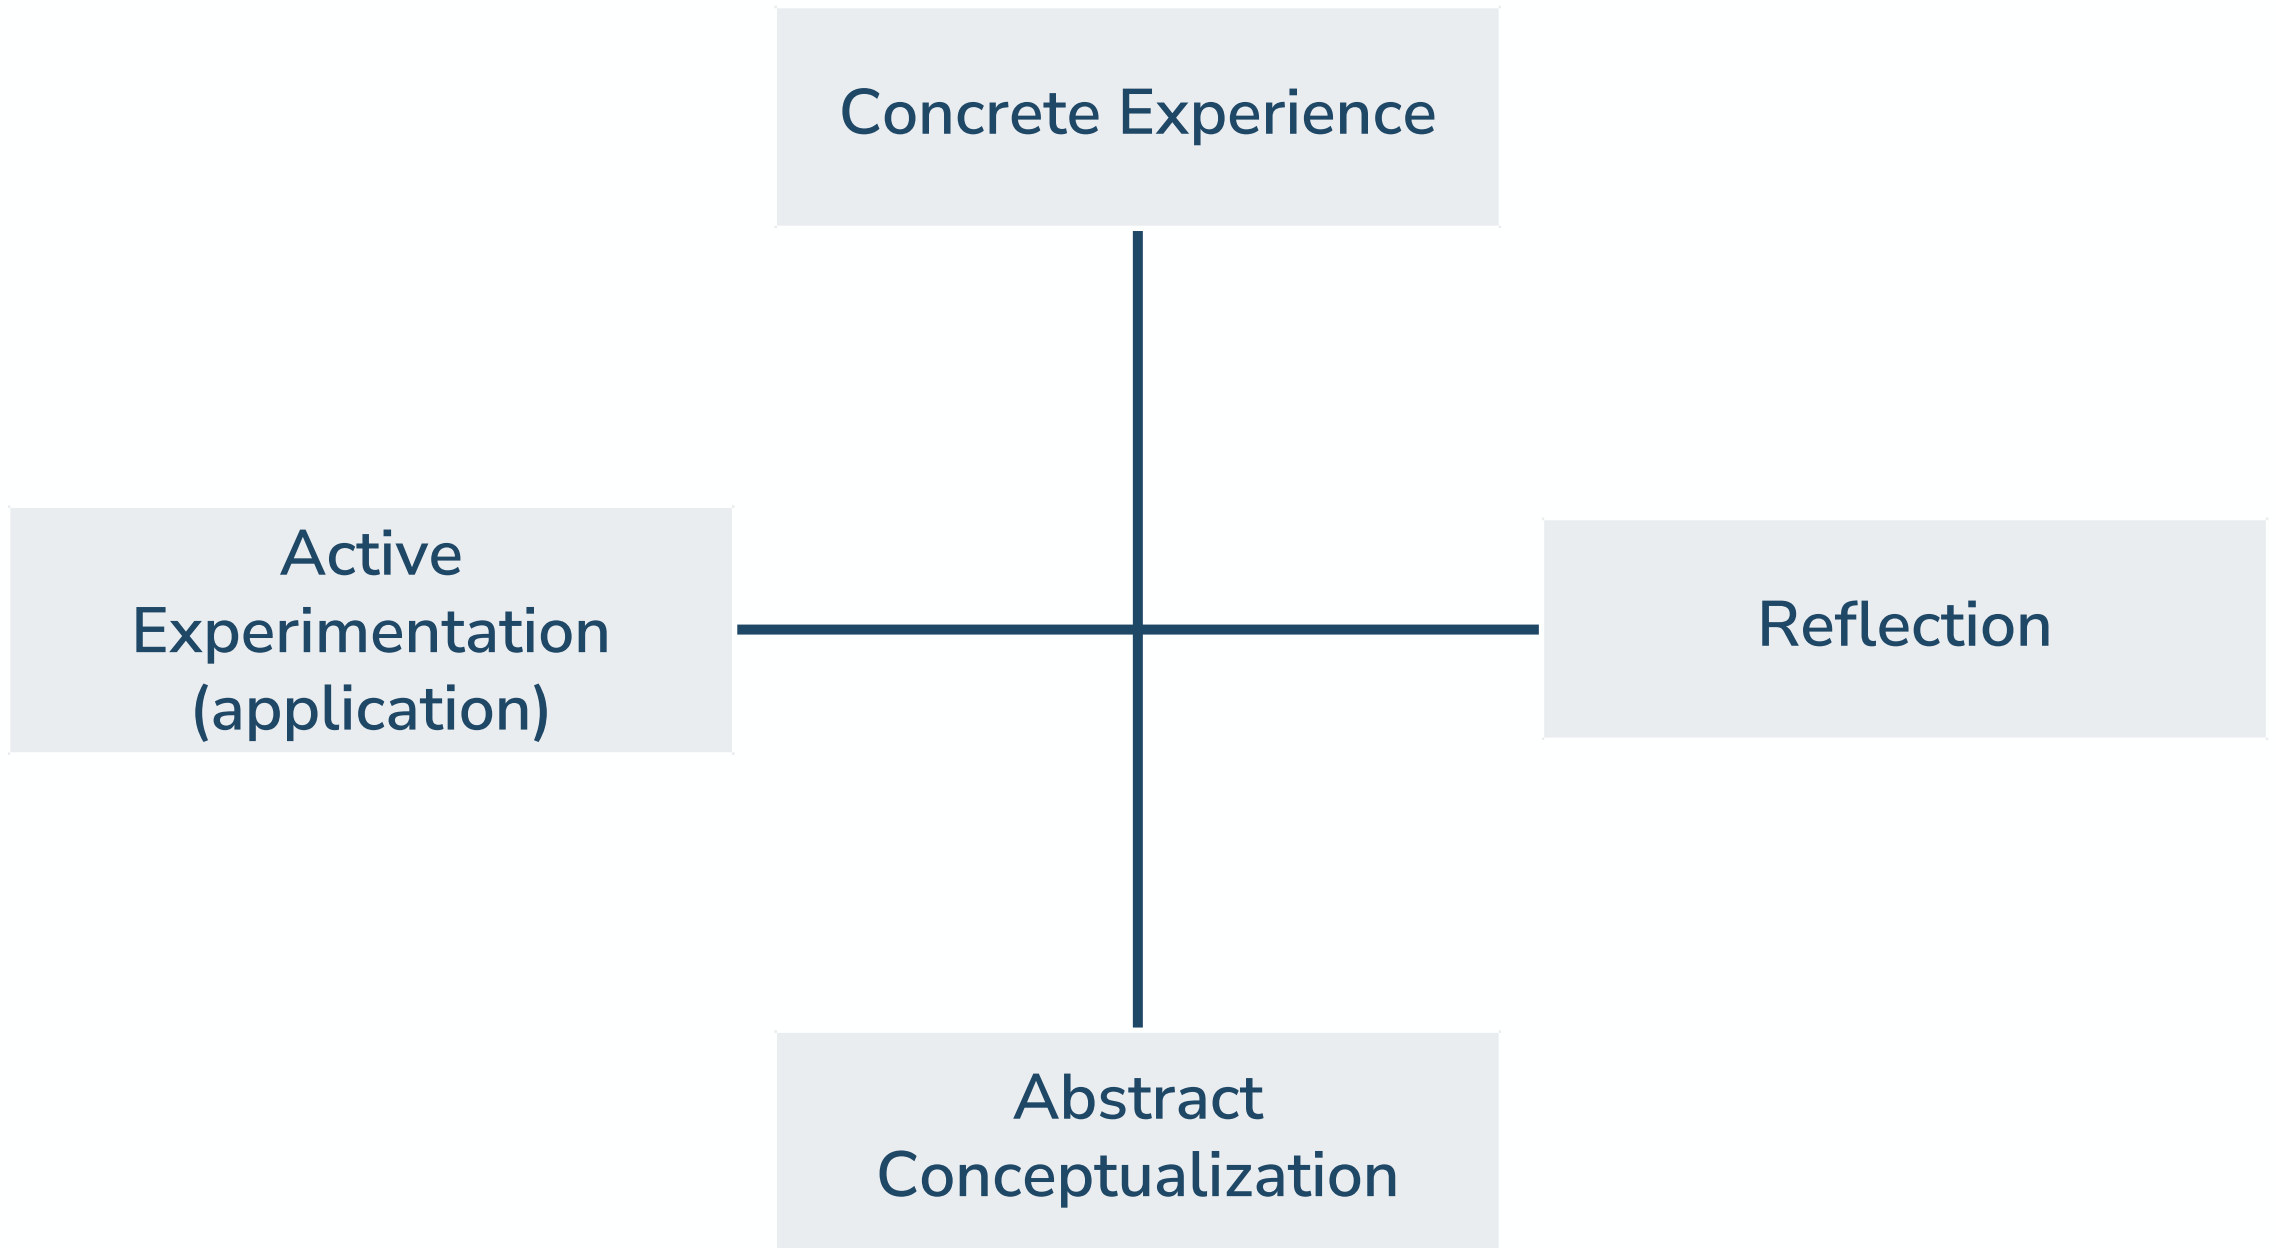 Concrete Experience
Active
Experimentation
(application)
Reflection
Abstract
Conceptualization